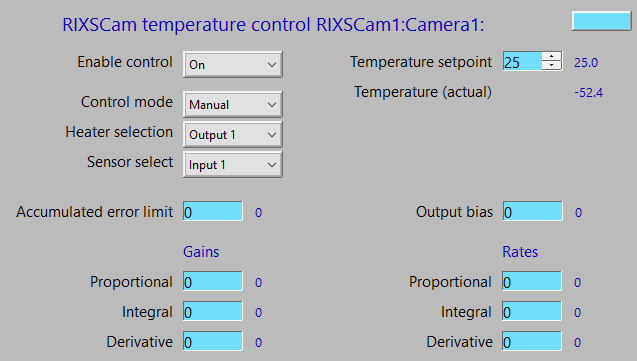 RIXSCam temperature control RIXSCam1:Camera1:
Enable control On Temperature setpoint 25 25.0
Temperature (actual) -52.4
Control mode Manual
Heater selection Output 1
Sensor select Input 1
Accumulated error limit 0 0 Output bias 0 0
Gains Rates
Proportional 0 0 Proportional 0 0
Integral 0 0 Integral 0 0
Derivative 0 0 Derivative 0 0